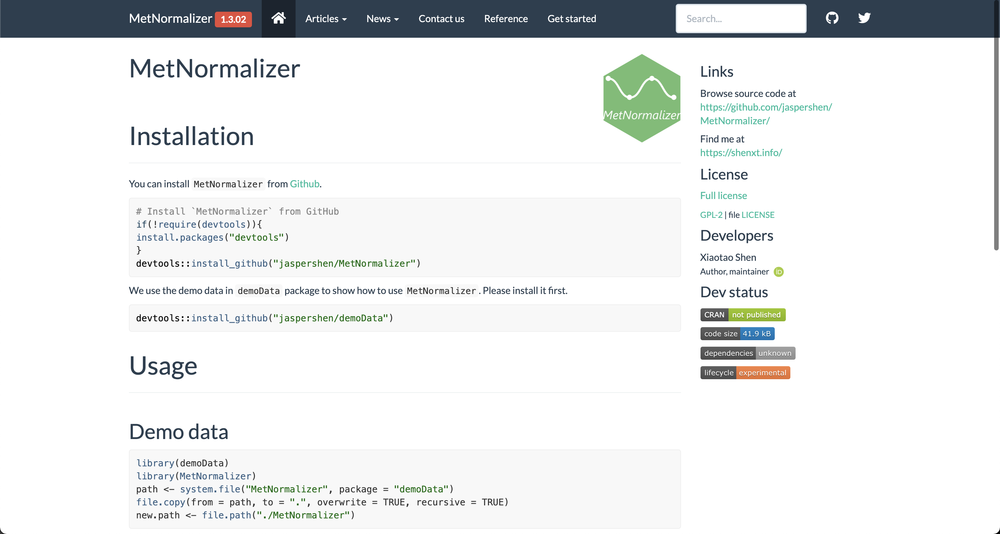 MetNormalizer 1.3.02 Articles News Contact us Reference Get started Search...
MetNormalizer
MetNormalizer
Installation
You can install MetNormalizer from Github.
# Install `MetNormalizer` from GitHub
if(!require(devtools)){
install.packages("devtools")
}
devtools::install_github("jaspershen/MetNormalizer")
We use the demo data in demoData package to show how to use MetNormalizer. Please install it first.
devtools::install_github("jaspershen/demoData")
Usage
Demo data
library(demoData)
library(MetNormalizer)
path <- system.file("MetNormalizer", package = "demoData")
file.copy(from = path, to = ".", overwrite = TRUE, recursive = TRUE)
new.path <- file.path("./MetNormalizer")
Links
Browse source code at
https://github.com/jaspershen/
MetNormalizer/
Find me at
https://shenxt.info/
License
Full license
GPL-2 | file LICENSE
Developers
Xiaotao Shen
Author, maintainer iD
Dev status
CRAN not published
code size 41.9 kB
dependencies unknown
lifecycle experimental